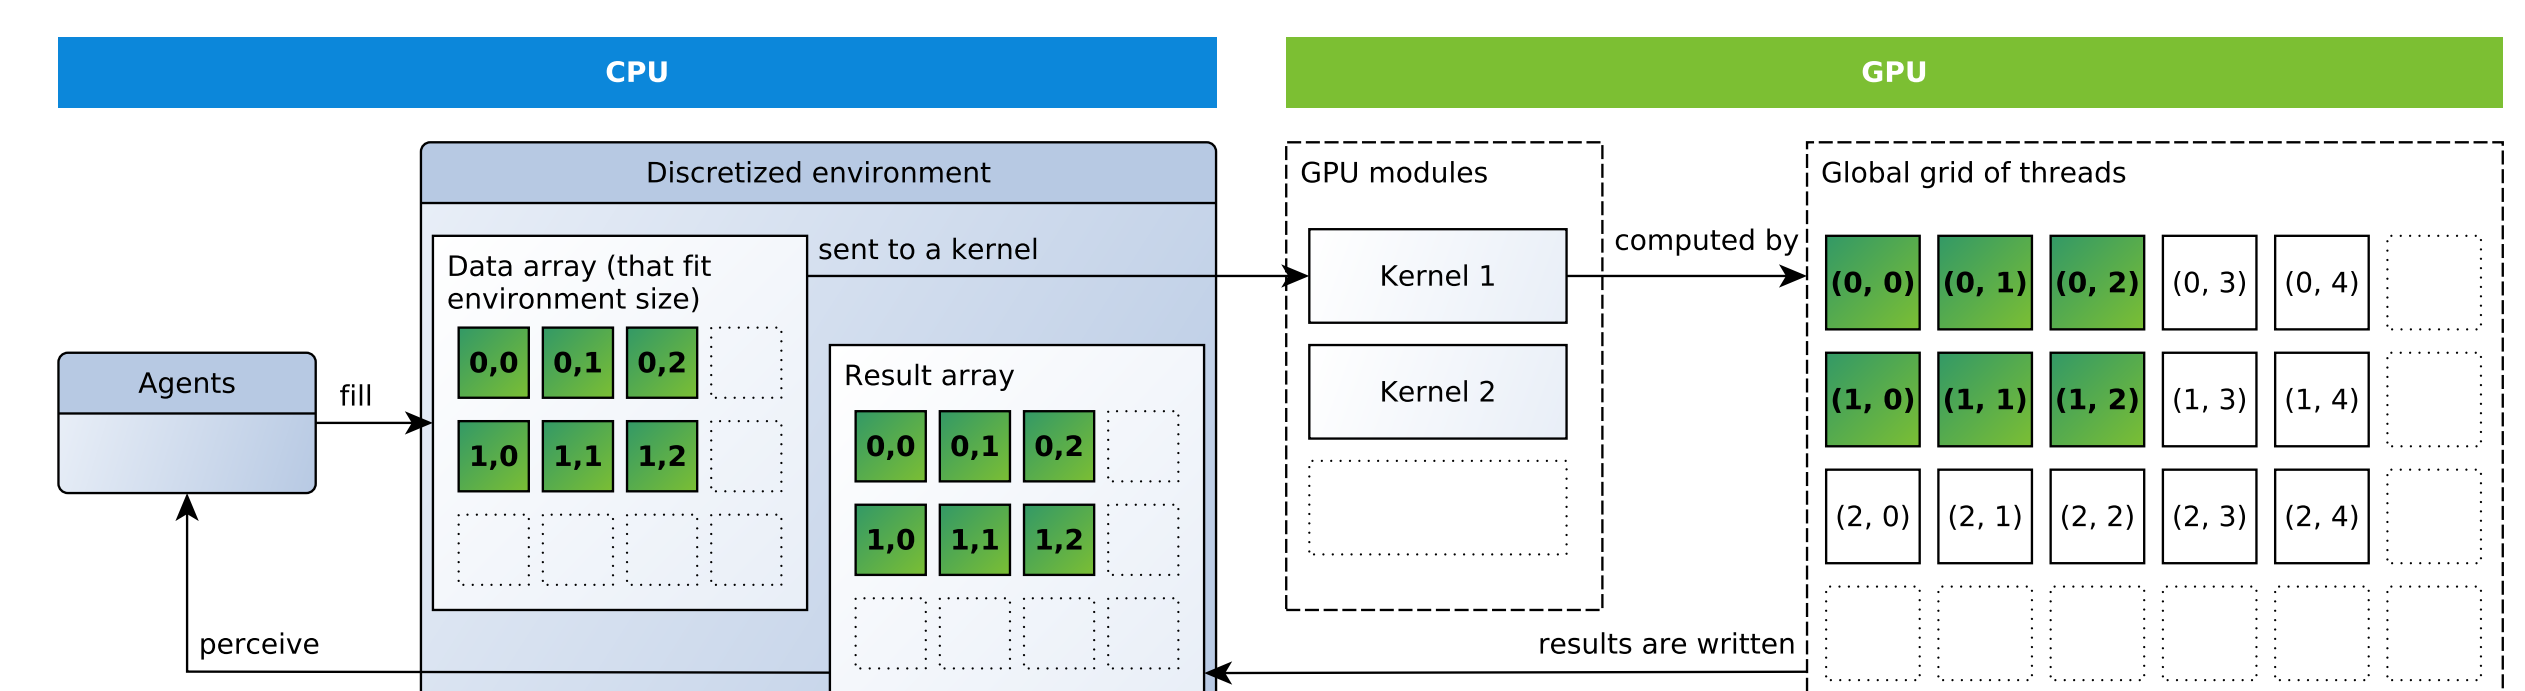 CPU
GPU
Discretized environment
GPU modules
Global grid of threads
Data array (that fit
environment size)
sent to a kernel
Kernel 1
computed by
(0, 0) (0, 1) (0, 2) (0, 3) (0, 4)
0,0 0,1 0,2
Agents
fill
Result array
Kernel 2
(1, 0) (1, 1) (1, 2) (1, 3) (1, 4)
1,0 1,1 1,2
0,0 0,1 0,2
1,0 1,1 1,2
(2, 0) (2, 1) (2, 2) (2, 3) (2, 4)
perceive
results are written